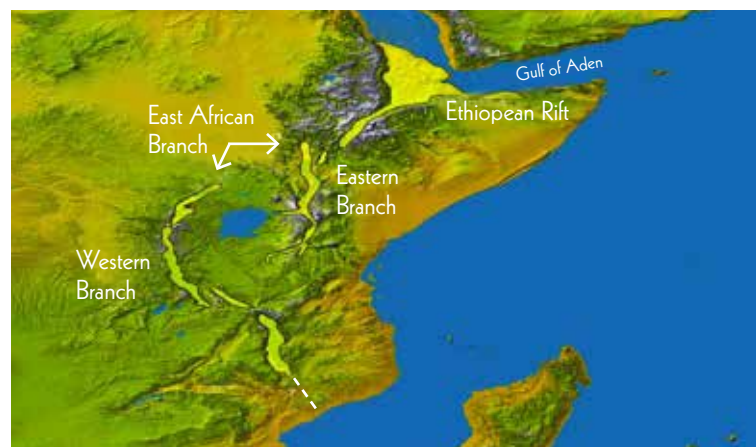 Gulf of Aden
East African
Branch
Ethiopean Rift
Eastern
Branch
Western
Branch